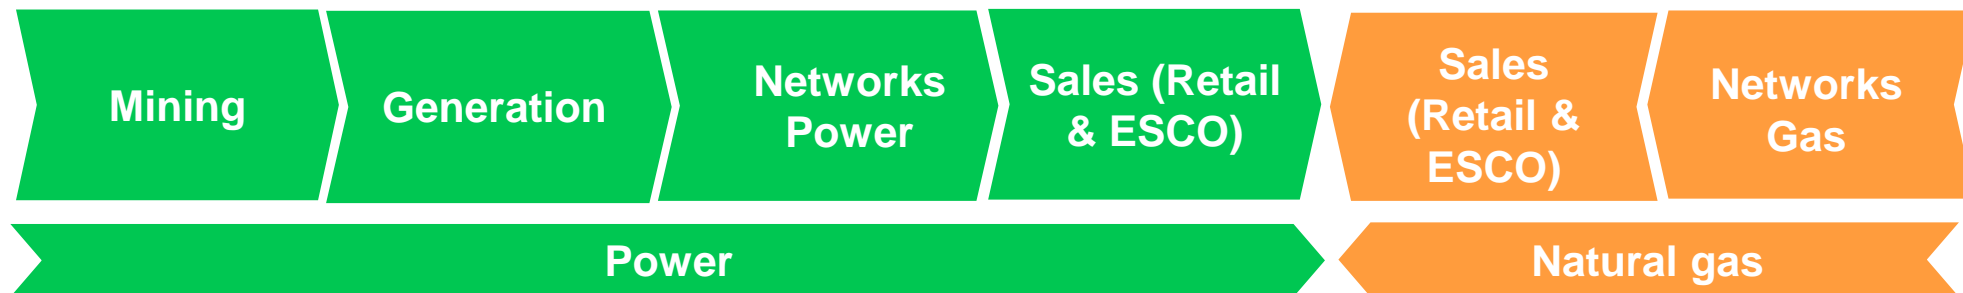 Mining
Generation
Networks
Power
Sales (Retail
& ESCO)
Sales
(Retail &
ESCO)
Networks
Gas
Power
Natural gas